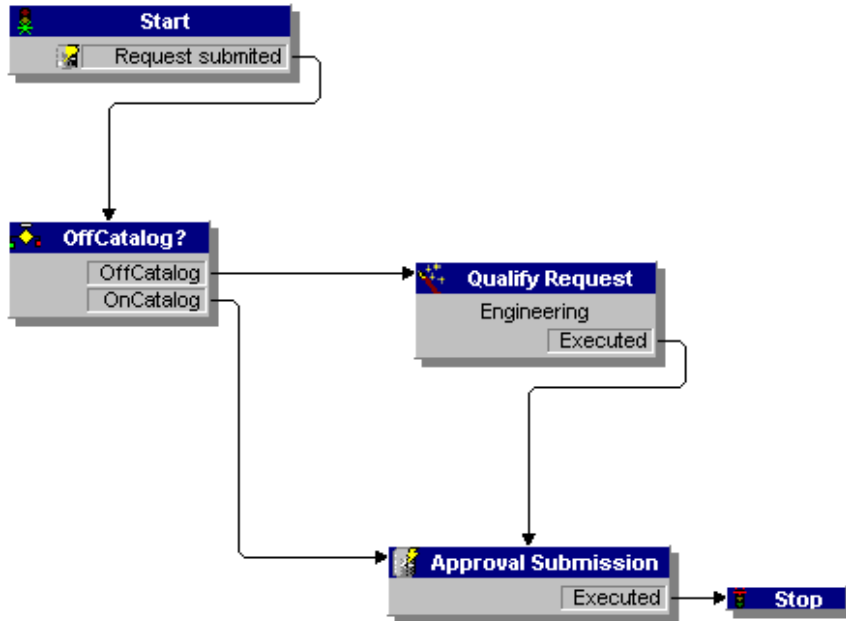 Start
Request submited
OffCatalog?
OffCatalog
OnCatalog
Qualify Request
Engineering
Executed
Approval Submission
Executed
Stop